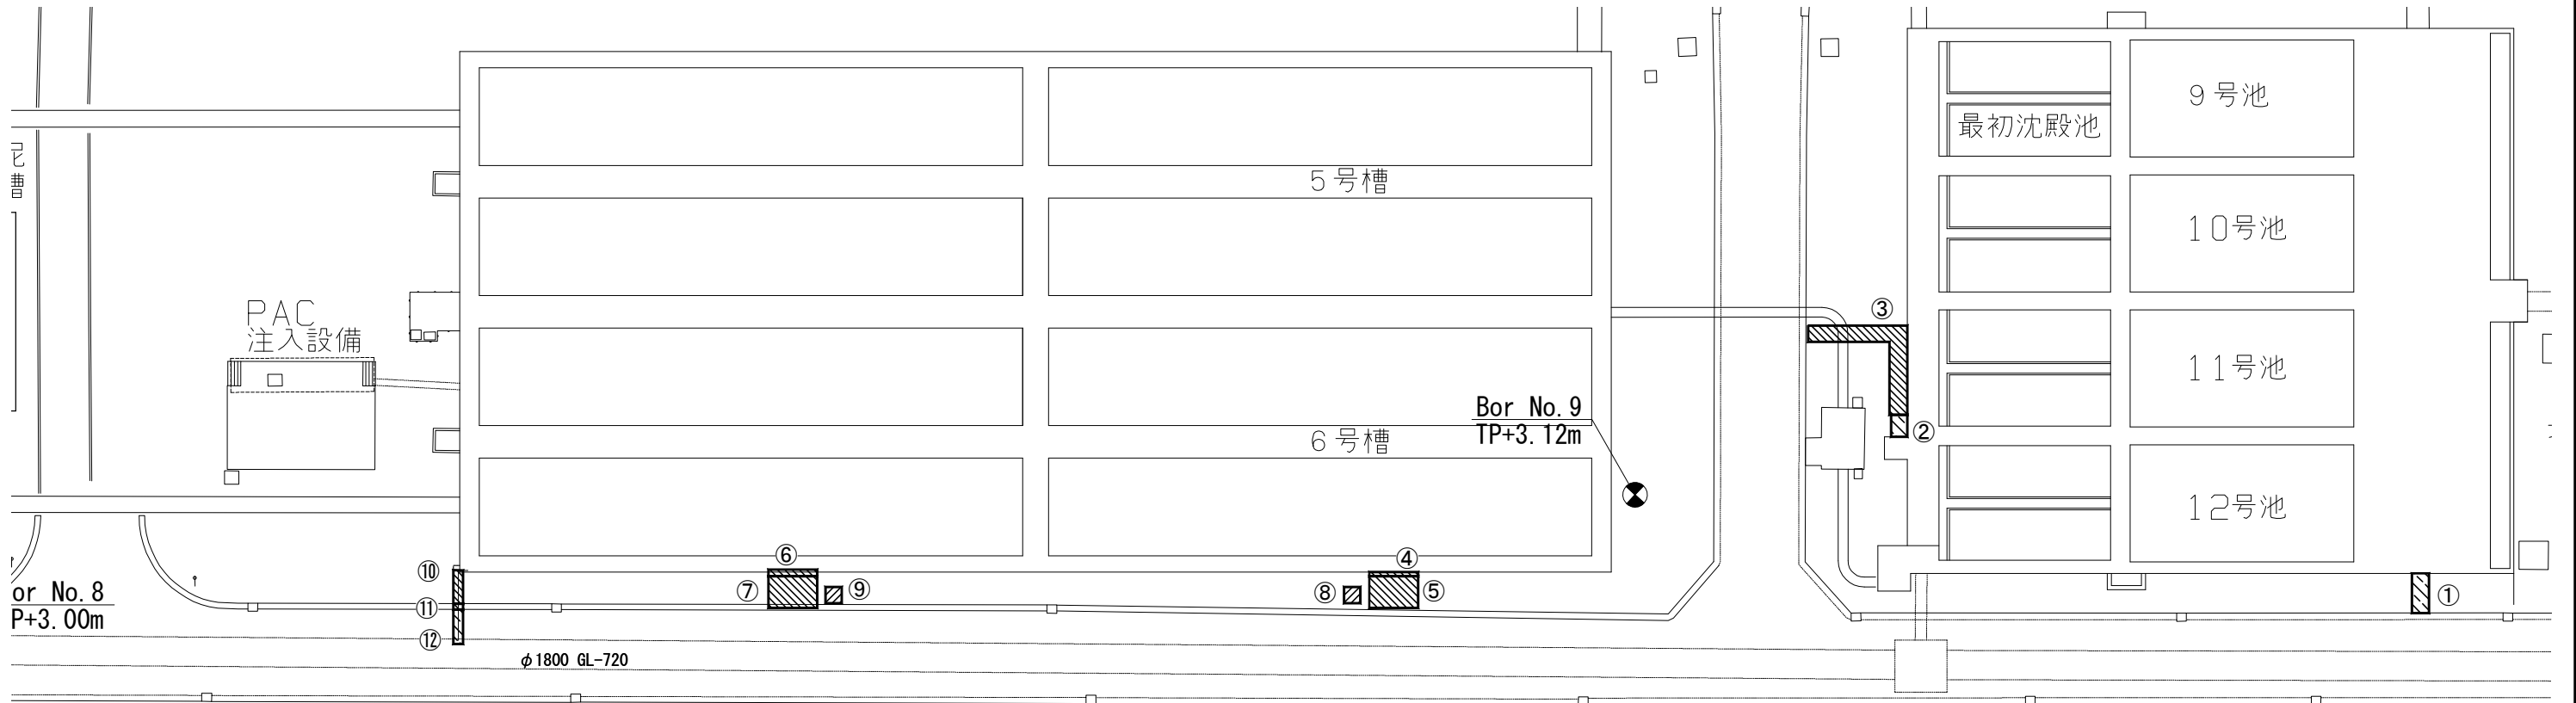 9号池
最初沈殿池
5号槽
10号池
PAC
注入設備
③
11号池
Bor No.9
TP+3.12m
6号槽
②
12号池
⑥
④
⑩
⑦
⑨
⑧
⑤
①
or No.8
P+3.00m
⑪
⑫
φ1800 GL-720